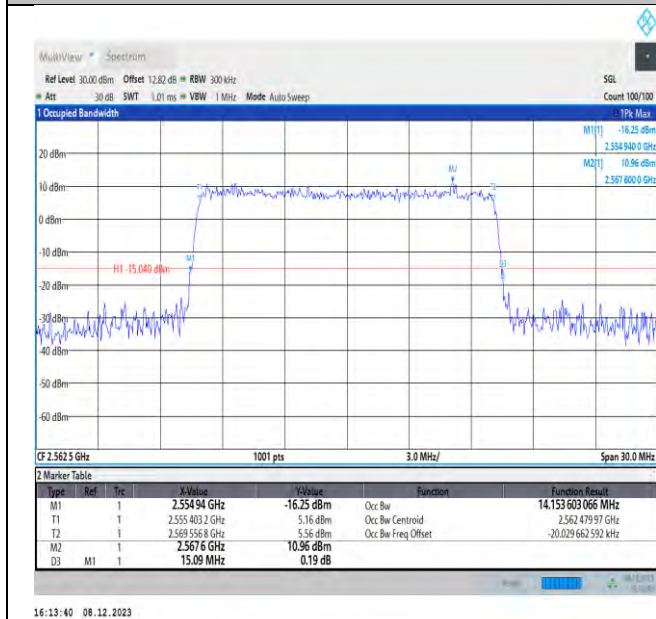 MultiView Spectrum
Ref Level 30.00 dBm Offset 12.82 dB RBW 300 kHz SGL
Att 30 dB SWT 1.01 ms VBW 1 MHz Mode Auto Sweep Count 100/100
1 Occupied Bandwidth 1Pk Max
M1[1] -16.25 dBm
2.554 940 0 GHz
M2[1] 10.96 dBm
2.567 600 0 GHz
20 dBm
M2
10 dBm
T1
T2
0 dBm
-10 dBm
M1
D3
H1 -15.040 dBm
-20 dBm
-30 dBm
-40 dBm
-50 dBm
-60 dBm
CF 2.562 5 GHz 1001 pts 3.0 MHz/ Span 30.0 MHz
2 Marker Table
Type Ref Trc X-Value Y-Value Function Function Result
M1 1 2.554 94 GHz -16.25 dBm Occ Bw 14.153 603 066 MHz
T1 1 2.555 403 2 GHz 5.16 dBm Occ Bw Centroid 2.562 479 97 GHz
T2 1 2.569 556 8 GHz 5.56 dBm Occ Bw Freq Offset -20.029 662 592 kHz
M2 1 2.567 6 GHz 10.96 dBm
D3 M1 1 15.09 MHz 0.19 dB
16:13:40 08.12.2023